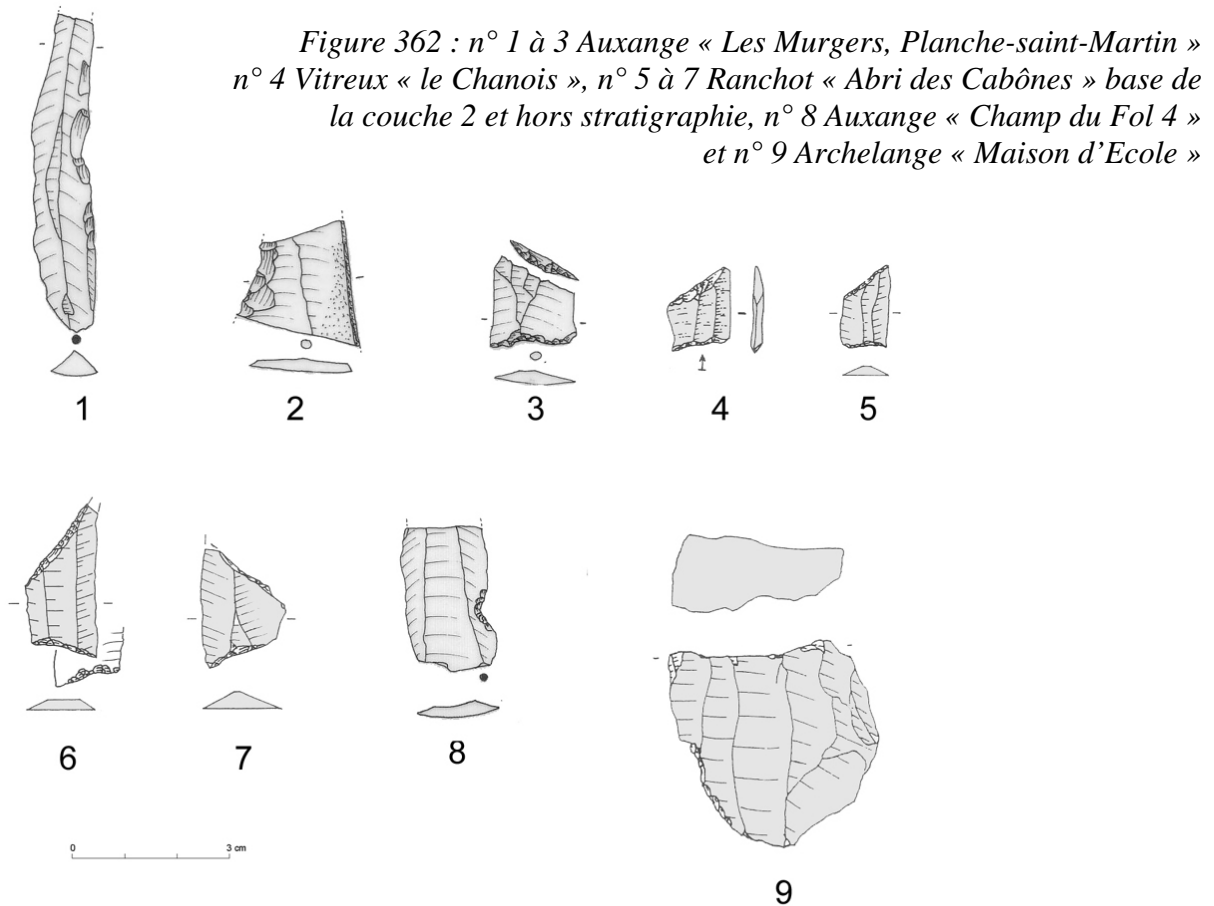 Figure 362 : n° 1 à 3 Auxange « Les Murgers, Planche-saint-Martin »
n° 4 Vitreux « le Chanois », n° 5 à 7 Ranchot « Abri des Cabônes » base de
la couche 2 et hors stratigraphie, n° 8 Auxange « Champ du Fol 4 »
et n° 9 Archelange « Maison d’Ecole »
1
2
3
4
5
6
7
8
9
0 3 cm